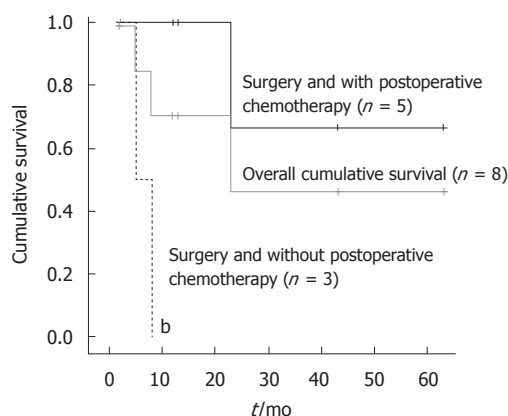 1.0
0.8
0.6
0.4
0.2
0.0
Cumulative survival
Surgery and with postoperative
chemotherapy (n = 5)
Overall cumulative survival (n = 8)
Surgery and without postoperative
chemotherapy (n = 3)
b
0 10 20 30 40 50 60
t/mo